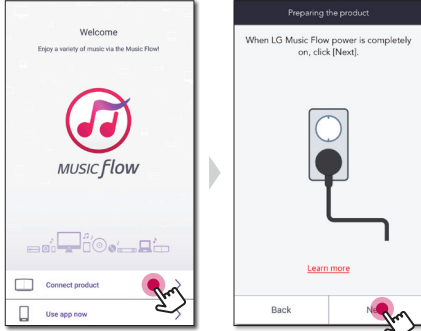 Welcome
Enjoy a variety of music via the Music Flow!
MUSIC flow
Connect product
Use app now
Preparing the product
When LG Music Flow power is completely
on, click [Next].
Learn more
Back